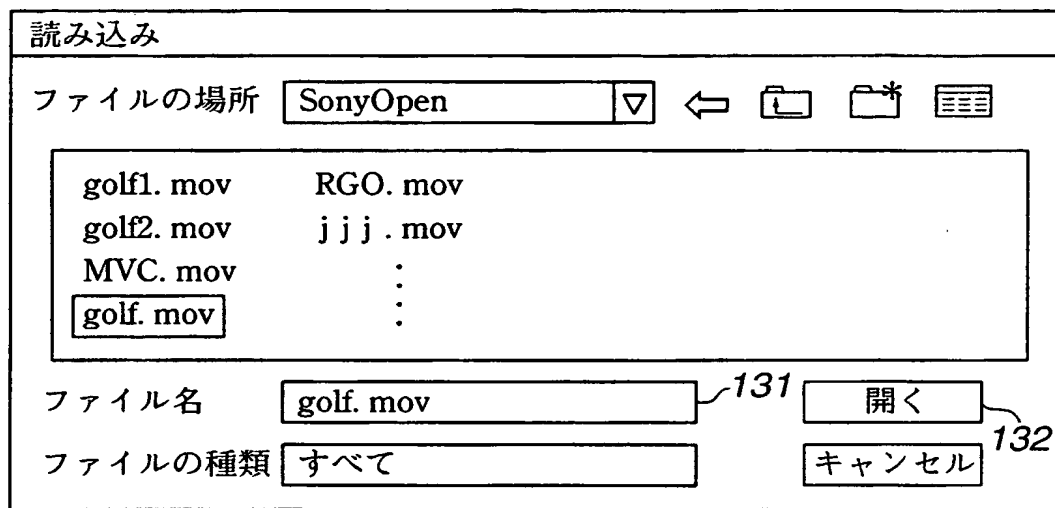 読み込み
ファイルの場所 SonyOpen
golf1. mov RGO. mov
golf2. mov jjj. mov
MVC. mov
golf. mov
ファイル名 golf. mov 131 開く
132
ファイルの種類 すべて キャンセル